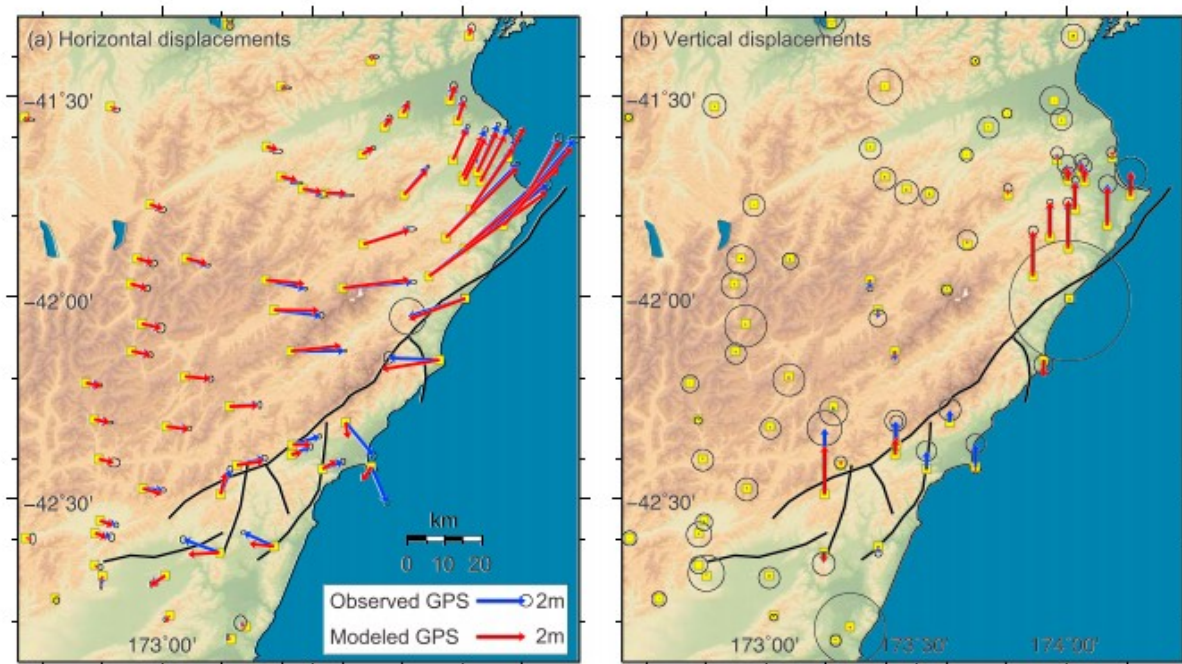 (a) Horizontal displacements
(b) Vertical displacements
-41˚30'
-41˚30'
-42˚00'
-42˚00'
-42˚30'
-42˚30'
km
0 10 20
Observed GPS 2m
Modeled GPS 2m
173˚00'
173˚00'
173˚30'
174˚00'